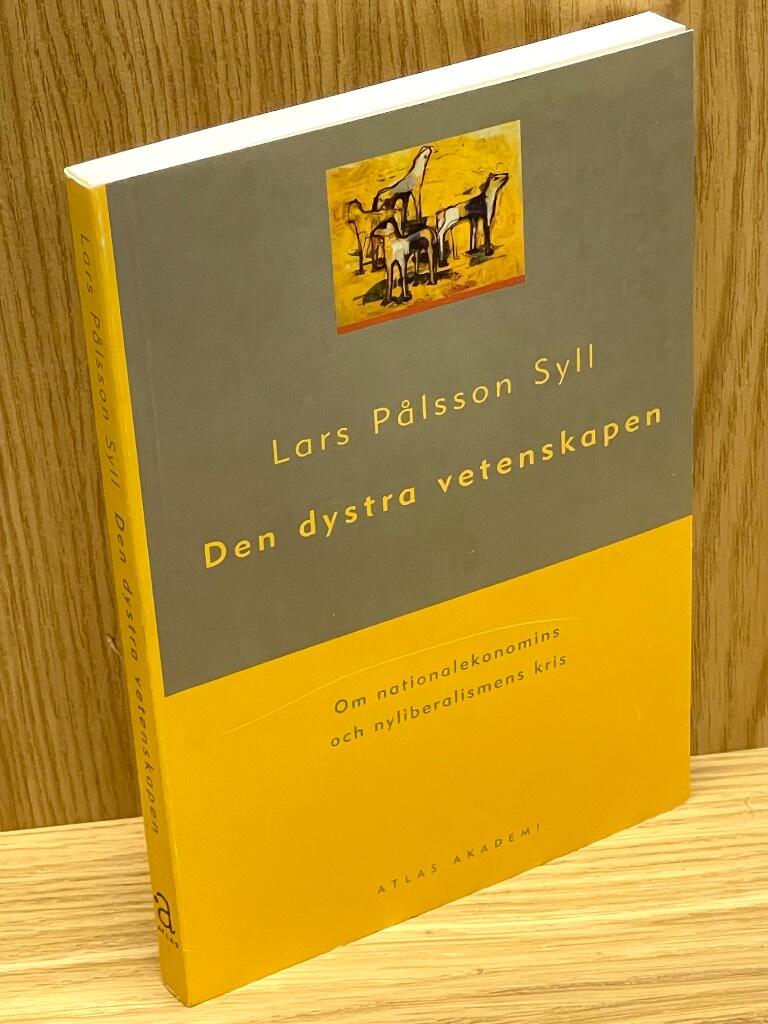 Lars Pålsson Syll
Den dystra vetenskapen
Om nationalekonomins
och nyliberalismens kris
ATLAS AKADEMI
Lars Pålsson Syll Den dystra vetenskapen
a
ATLAS